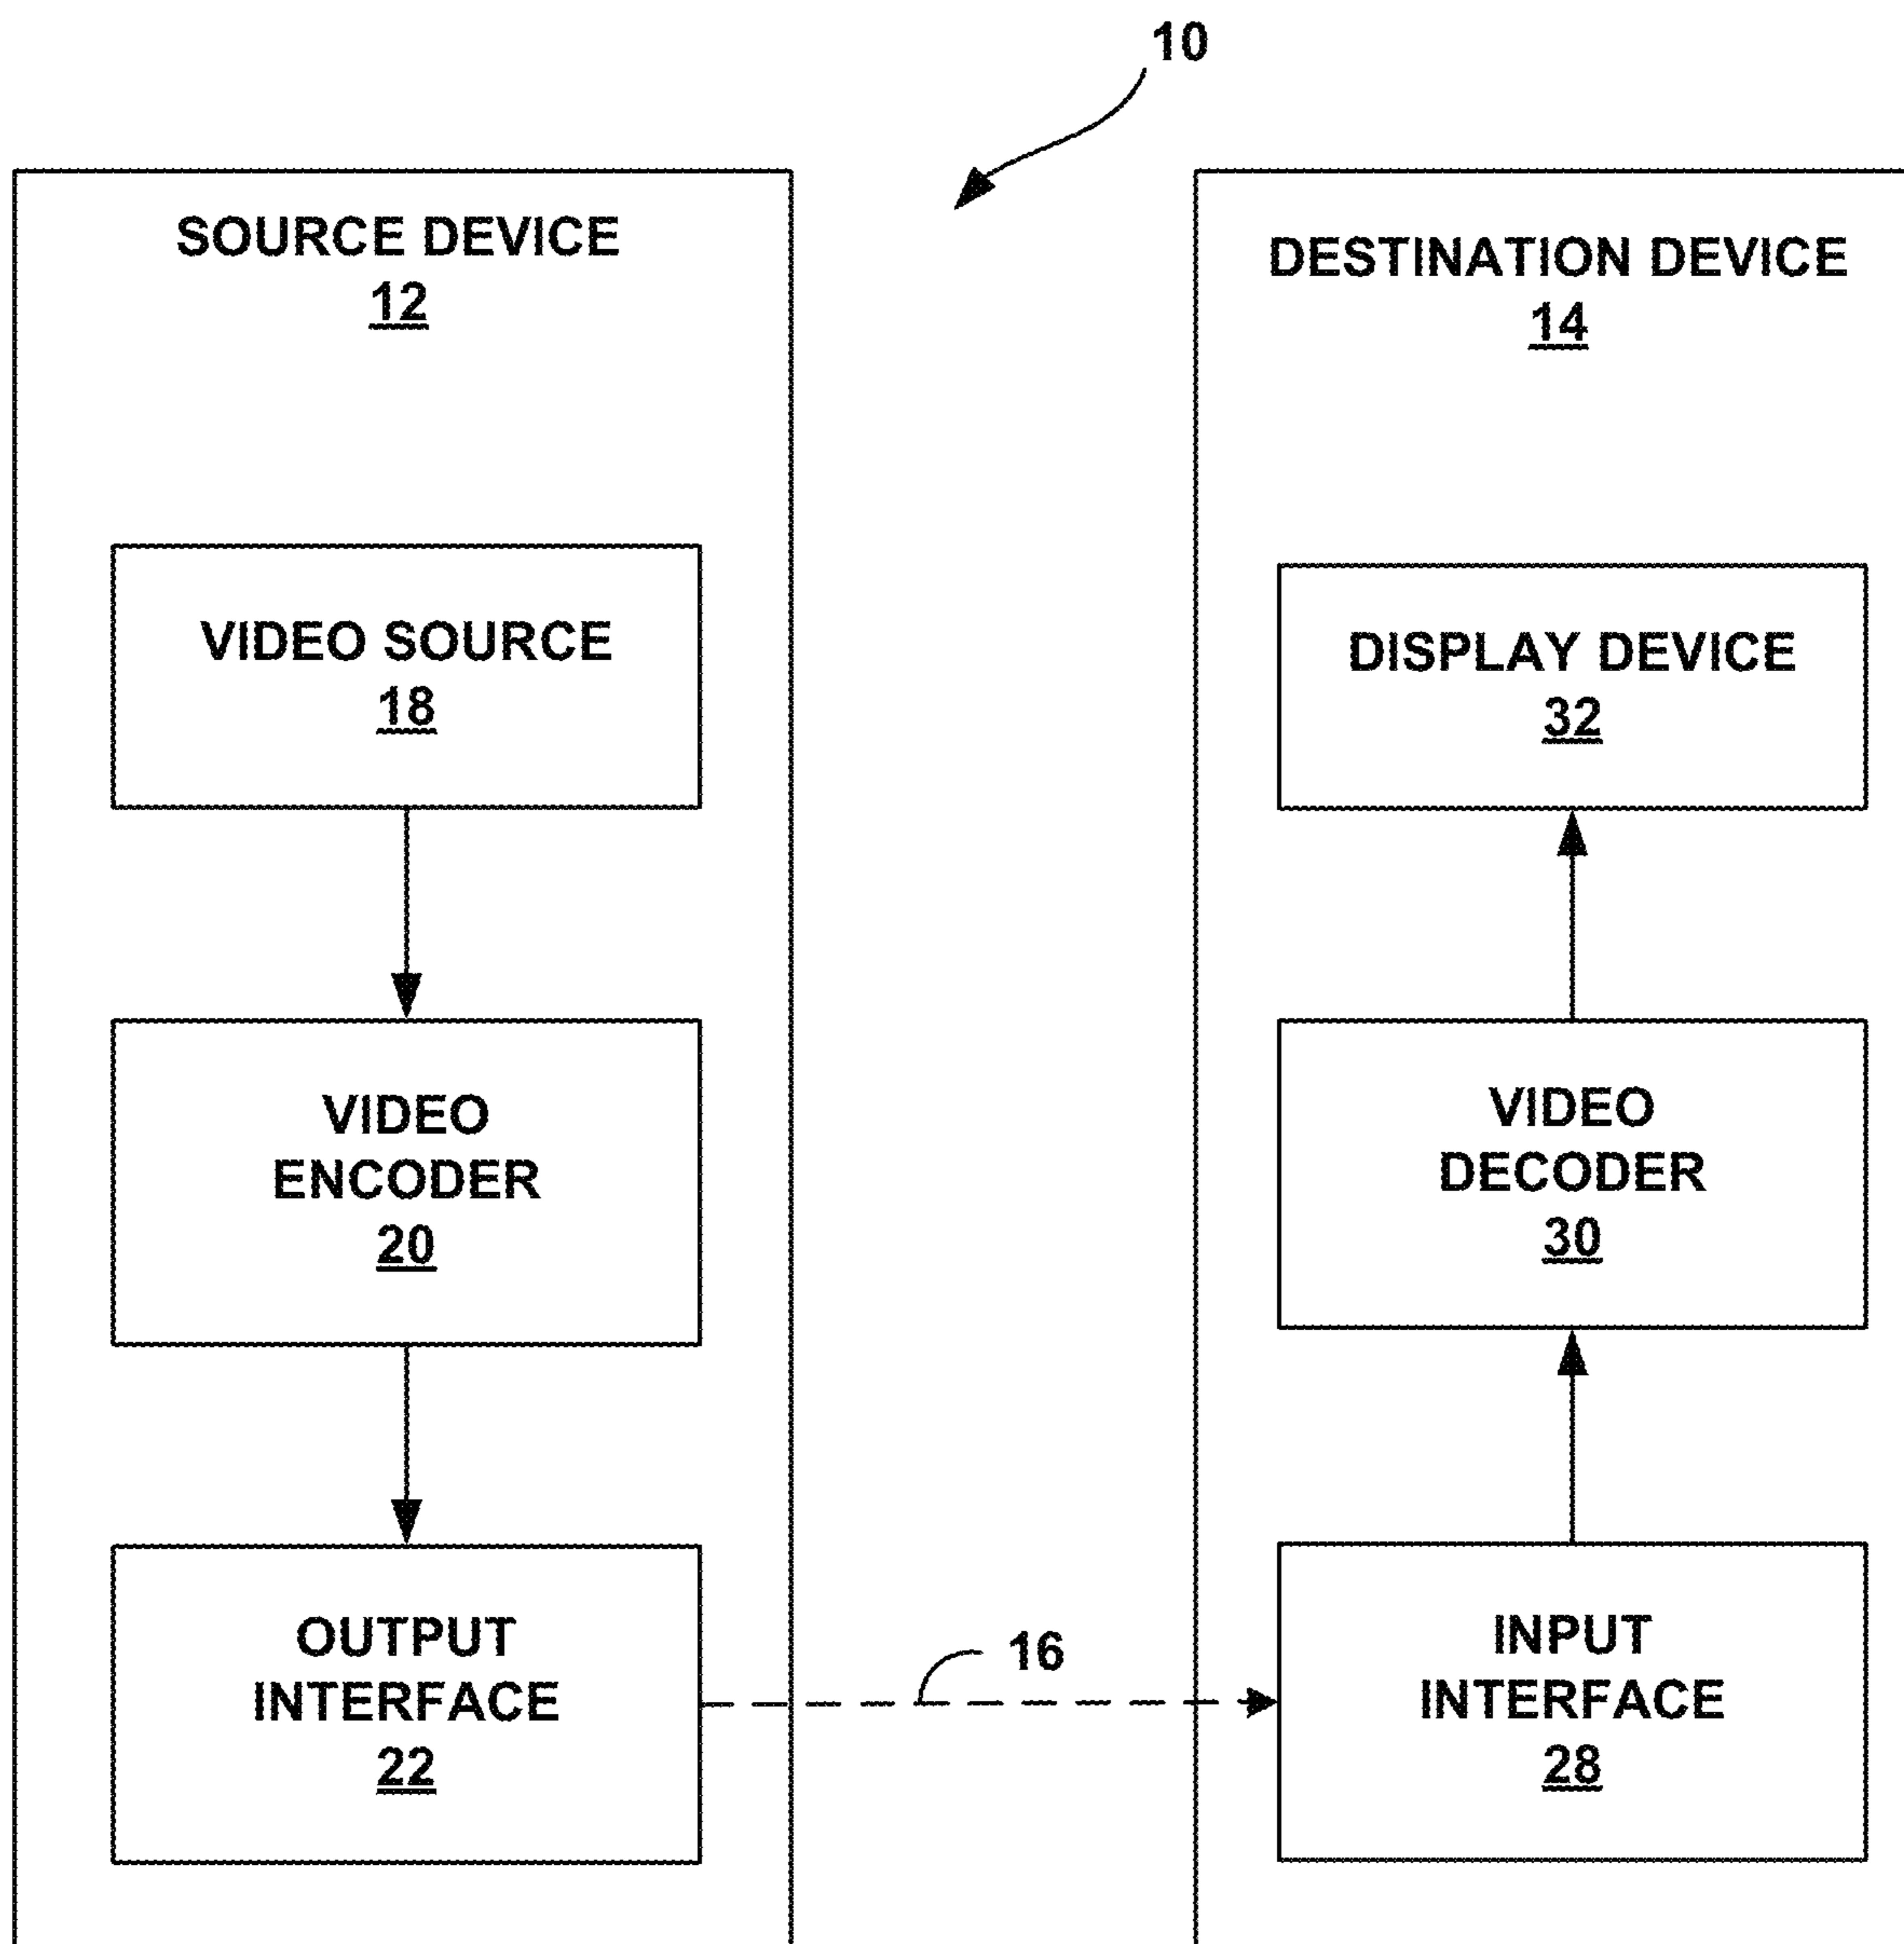 10
SOURCE DEVICE
12
VIDEO SOURCE
18
VIDEO
ENCODER
20
OUTPUT
INTERFACE
22
16
DESTINATION DEVICE
14
DISPLAY DEVICE
32
VIDEO
DECODER
30
INPUT
INTERFACE
28